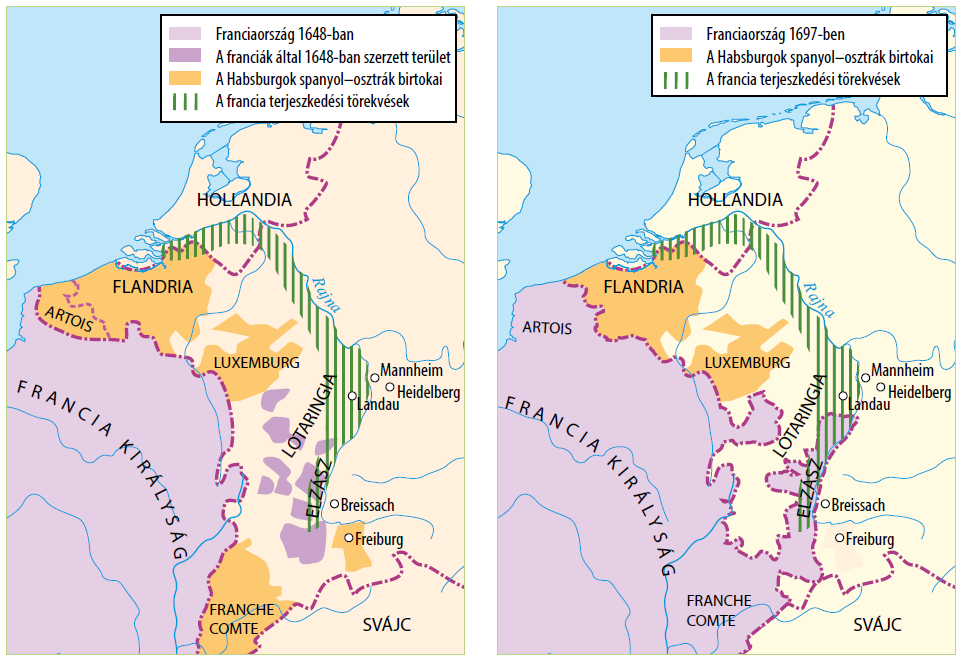 Franciaország 1648-ban
A franciák által 1648-ban szerzett terület
A Habsburgok spanyol–osztrák birtokai
A francia terjeszkedési törekvések
HOLLANDIA
FLANDRIA
Rajna
ARTOIS
LUXEMBURG
Mannheim
Heidelberg
Landau
FRANCIA KIRÁLYSÁG
LOTARINGIA
ELZÁSZ
Breissach
Freiburg
FRANCHE
COMTE
SVÁJC
Franciaország 1697-ben
A Habsburgok spanyol–osztrák birtokai
A francia terjeszkedési törekvések
HOLLANDIA
FLANDRIA
Rajna
ARTOIS
LUXEMBURG
Mannheim
Heidelberg
Landau
FRANCIA KIRÁLYSÁG
LOTARINGIA
ELZÁSZ
Breissach
Freiburg
FRANCHE
COMTE
SVÁJC